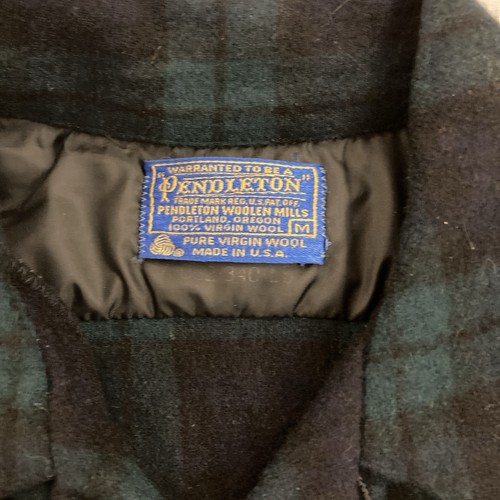 WARRANTED TO BE A
"PENDLETON"
TRADE MARK REG. U.S. PAT. OFF.
PENDLETON WOOLEN MILLS
PORTLAND, OREGON
100% VIRGIN WOOL M
PURE VIRGIN WOOL
MADE IN U.S.A.